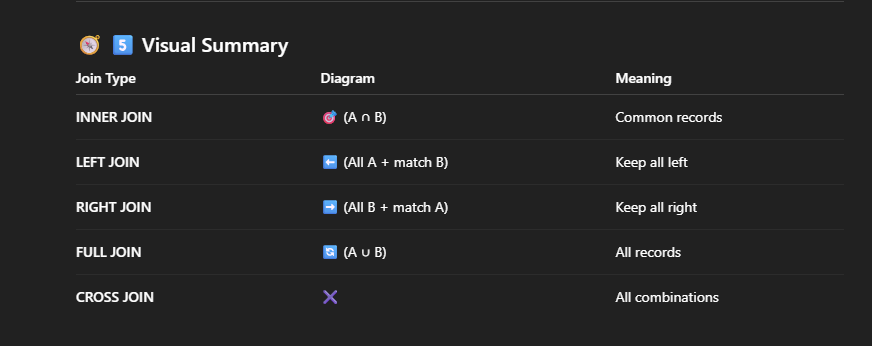 🧭 5️⃣ Visual Summary
Join Type Diagram Meaning
INNER JOIN 🎯 (A ∩ B) Common records
LEFT JOIN ⬅️ (All A + match B) Keep all left
RIGHT JOIN ➡️ (All B + match A) Keep all right
FULL JOIN 🔄 (A ∪ B) All records
CROSS JOIN ✖️ All combinations